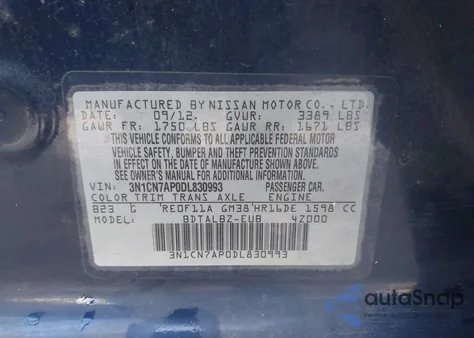 MANUFACTURED BY NISSAN MOTOR CO., LTD.
DATE: 09/12, GVWR: 3389 LBS
GAWR FR: 1750 LBS GAWR RR: 1671 LBS
THIS VEHICLE CONFORMS TO ALL APPLICABLE FEDERAL MOTOR
VEHICLE SAFETY, BUMPER AND THEFT PREVENTION STANDARDS IN
EFFECT ON THE DATE OF MANUFACTURE SHOWN ABOVE.
SEE OWNER'S MANUAL FOR ADDITIONAL INFORMATION
VIN: 3N1CN7AP0DL830993 PASSENGER CAR.
COLOR TRIM TRANS AXLE ENGINE
B23 G RE0F11A GM38 HR16DE 1598 CC
MODEL: BDTALBZ-EUB 4Z000
3N1CN7AP0DL830993
autoSnap